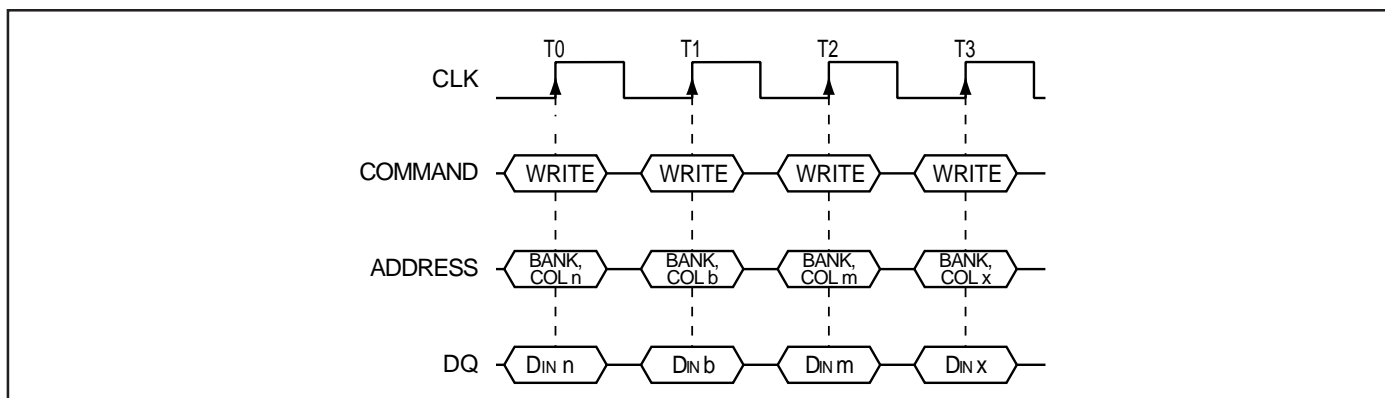 T0 T1 T2 T3
CLK
COMMAND WRITE WRITE WRITE WRITE
ADDRESS BANK, COL n BANK, COL b BANK, COL m BANK, COL x
DQ DIN n DIN b DIN m DIN x